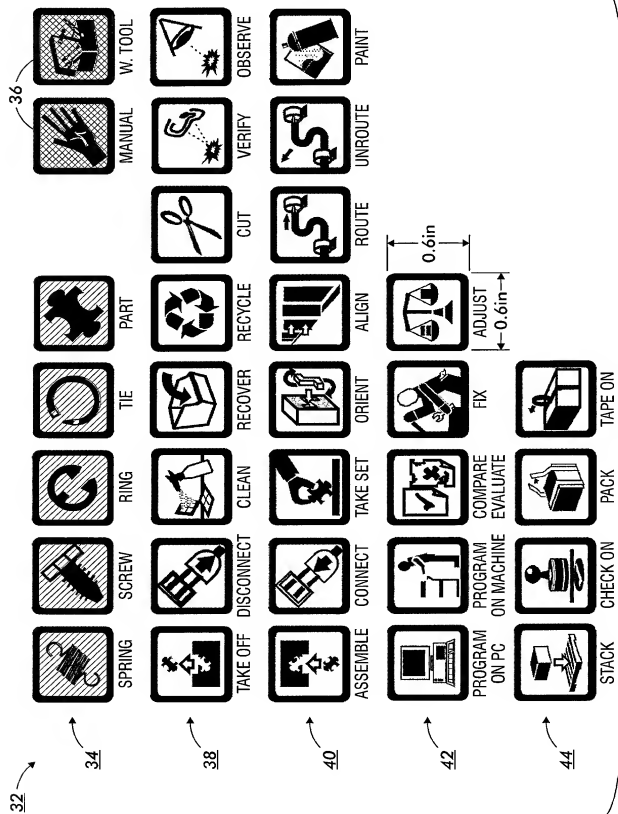 32
34
36
SPRING
SCREW
RING
TIE
PART
MANUAL
W. TOOL
38
TAKE OFF
DISCONNECT
CLEAN
RECOVER
RECYCLE
CUT
VERIFY
OBSERVE
40
ASSEMBLE
CONNECT
TAKE SET
ORIENT
ALIGN
ROUTE
UNROUTE
PAINT
42
PROGRAM
ON PC
PROGRAM
ON MACHINE
COMPARE
EVALUATE
FIX
ADJUST
0.6in
0.6in
44
STACK
CHECK ON
PACK
TAPE ON